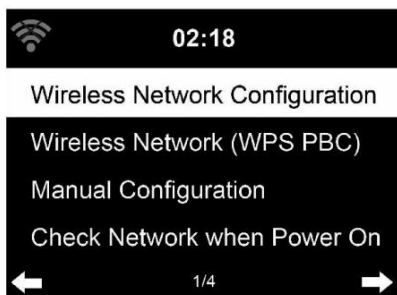 02:18
Wireless Network Configuration
Wireless Network (WPS PBC)
Manual Configuration
Check Network when Power On
1/4